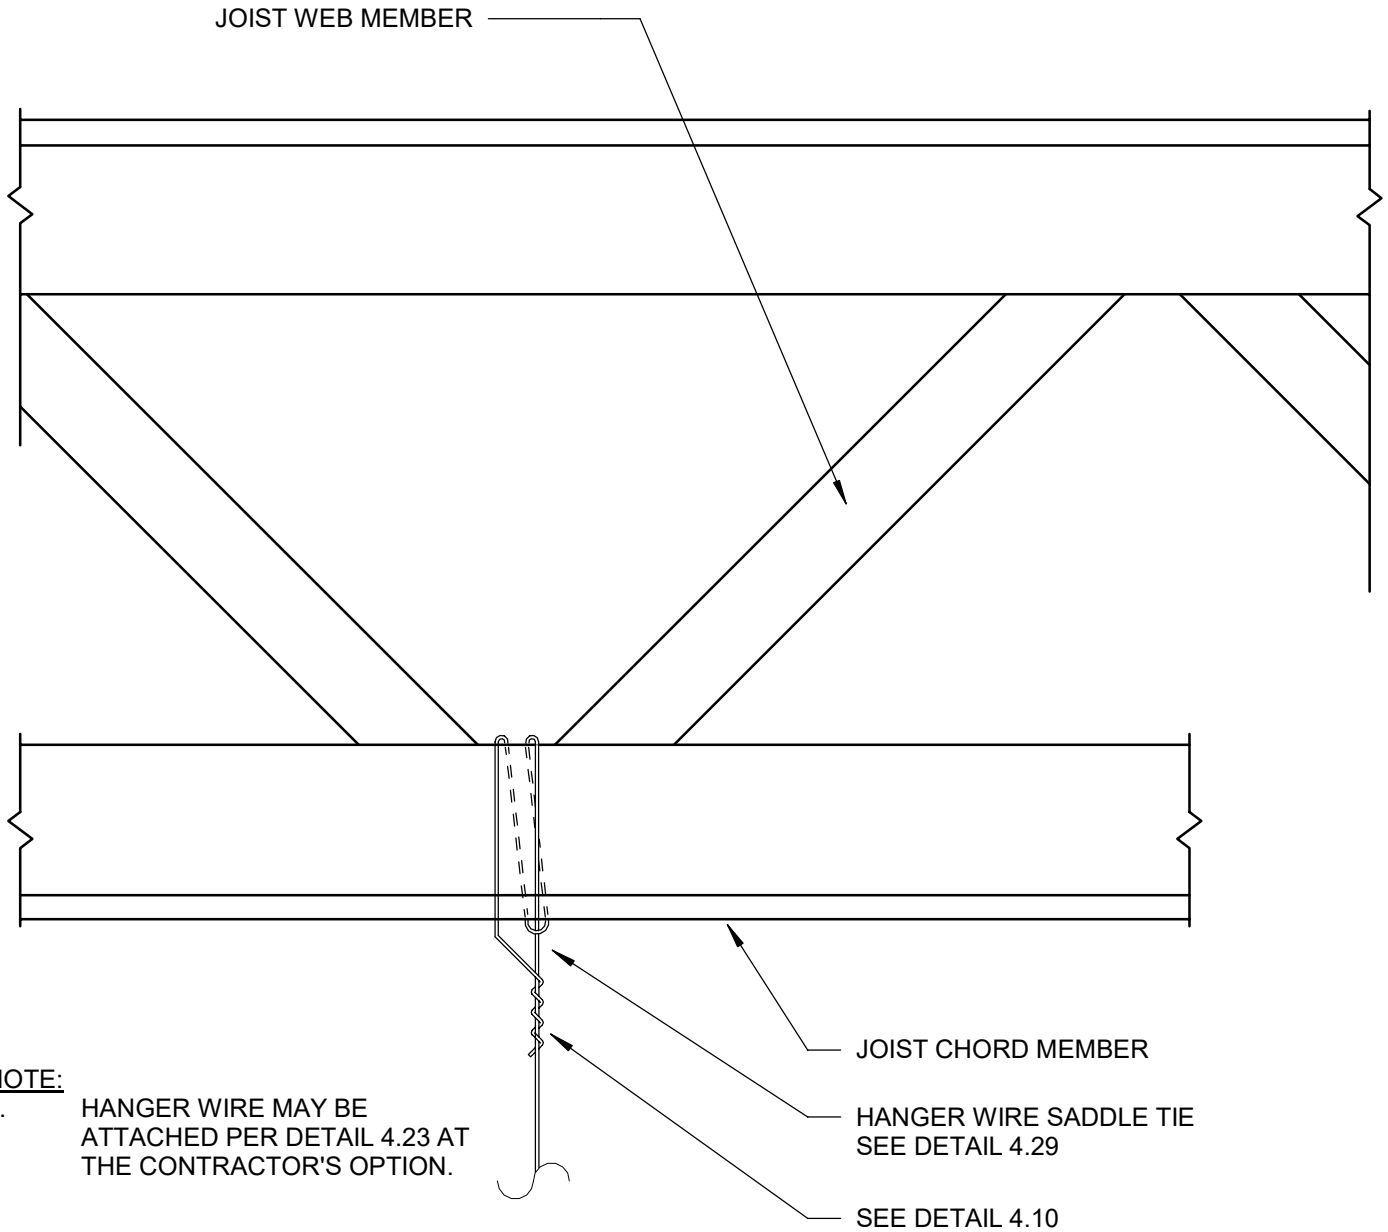 JOIST WEB MEMBER
JOIST CHORD MEMBER
HANGER WIRE SADDLE TIE
SEE DETAIL 4.29
SEE DETAIL 4.10
NOTE:
. HANGER WIRE MAY BE
ATTACHED PER DETAIL 4.23 AT
THE CONTRACTOR'S OPTION.